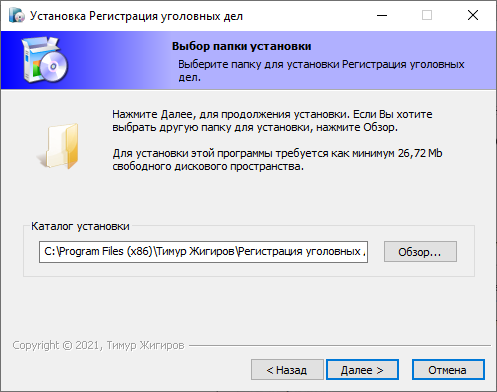 Установка Регистрация уголовных дел
Выбор папки установки
Выберите папку для установки Регистрация уголовных
дел.
Нажмите Далее, для продолжения установки. Если Вы хотите
выбрать другую папку для установки, нажмите Обзор.
Для установки этой программы требуется как минимум 26,72 Mb
свободного дискового пространства.
Каталог установки
C:\Program Files (x86)\Тимур Жигиров\Регистрация уголовных
Обзор...
Copyright © 2021, Тимур Жигиров
< Назад
Далее >
Отмена